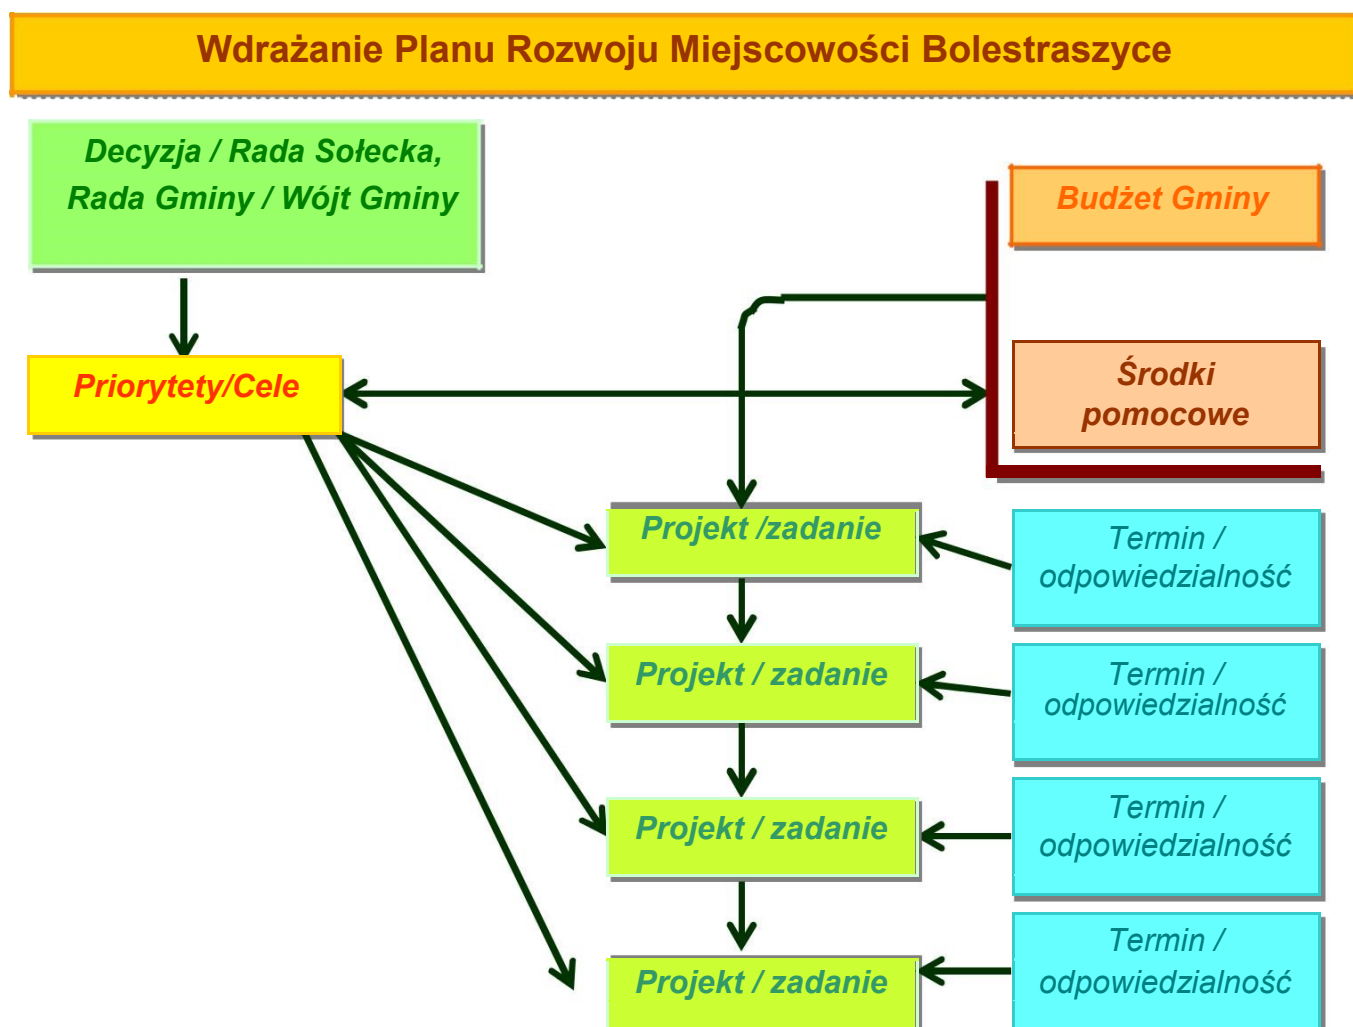 Wdrażanie Planu Rozwoju Miejscowości Bolestraszyce
Decyzja / Rada Sołecka,
Rada Gminy / Wójt Gminy
Budżet Gminy
Priorytety/Cele
Środki
pomocowe
Projekt /zadanie
Termin /
odpowiedzialność
Projekt / zadanie
Termin /
odpowiedzialność
Projekt / zadanie
Termin /
odpowiedzialność
Projekt / zadanie
Termin /
odpowiedzialność